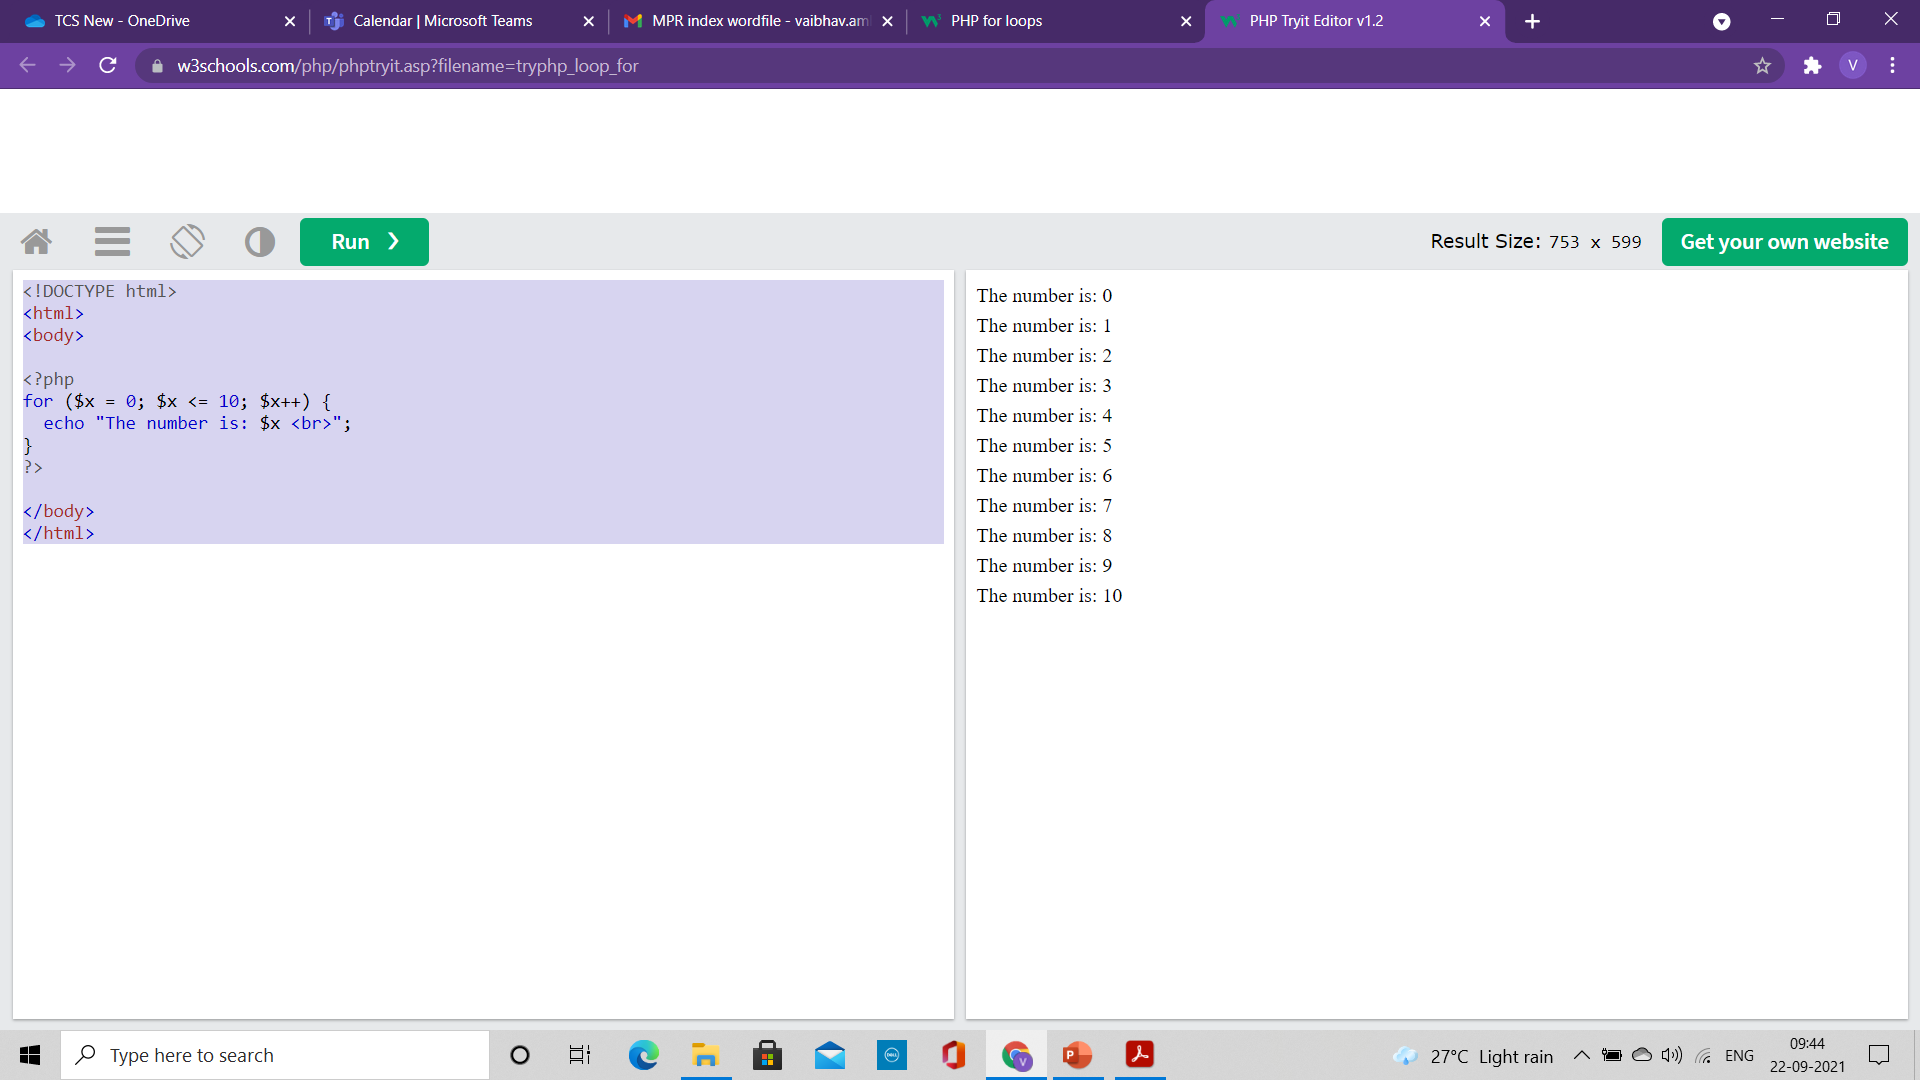 TCS New - OneDrive
Calendar | Microsoft Teams
MPR index wordfile - vaibhav.am
PHP for loops
PHP Tryit Editor v1.2
w3schools.com/php/phptryit.asp?filename=tryphp_loop_for
V
Run ❯
Result Size: 753 x 599
Get your own website
<!DOCTYPE html>
<html>
<body>
<?php
for ($x = 0; $x <= 10; $x++) {
  echo "The number is: $x <br>";
}
?>
</body>
</html>
The number is: 0
The number is: 1
The number is: 2
The number is: 3
The number is: 4
The number is: 5
The number is: 6
The number is: 7
The number is: 8
The number is: 9
The number is: 10
Type here to search
DELL
V
P
27°C Light rain
ENG
09:44
22-09-2021